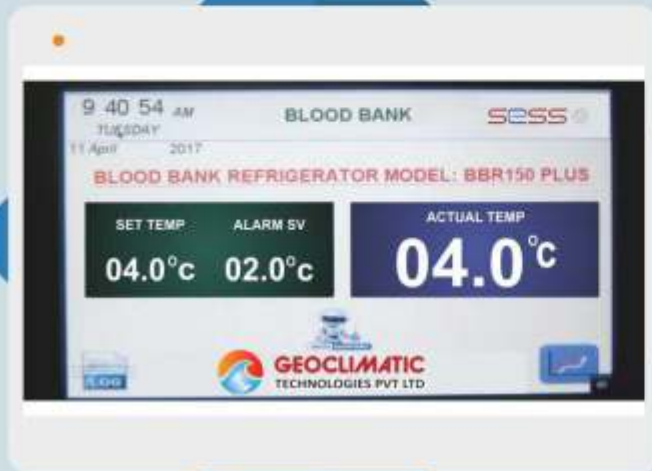 9 40 54 AM
TUESDAY
11 April 2017
BLOOD BANK
SESS
BLOOD BANK REFRIGERATOR MODEL: BBR150 PLUS
SET TEMP ALARM SV
04.0°c 02.0°c
ACTUAL TEMP
04.0°c
GEOCLIMATIC
TECHNOLOGIES PVT LTD
LOG